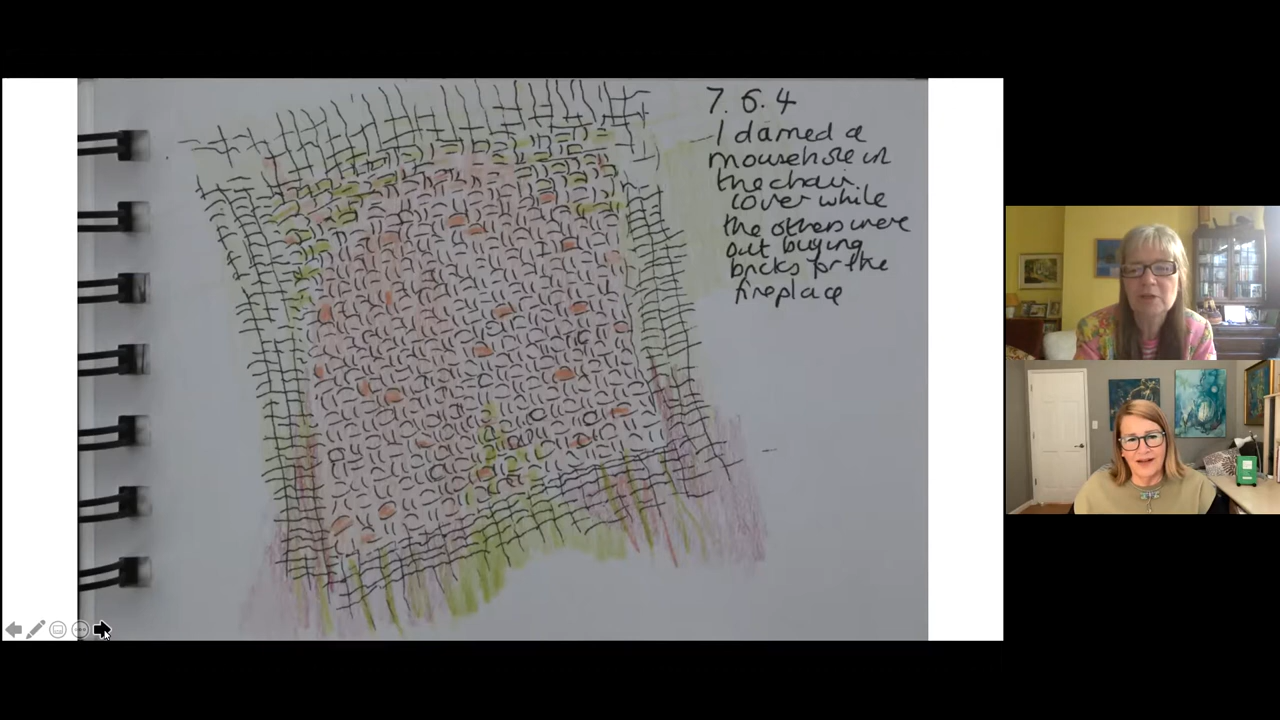 7.6.4
I darned a
mousehole in
the chair
cover while
the others were
out buying
bricks for the
fireplace